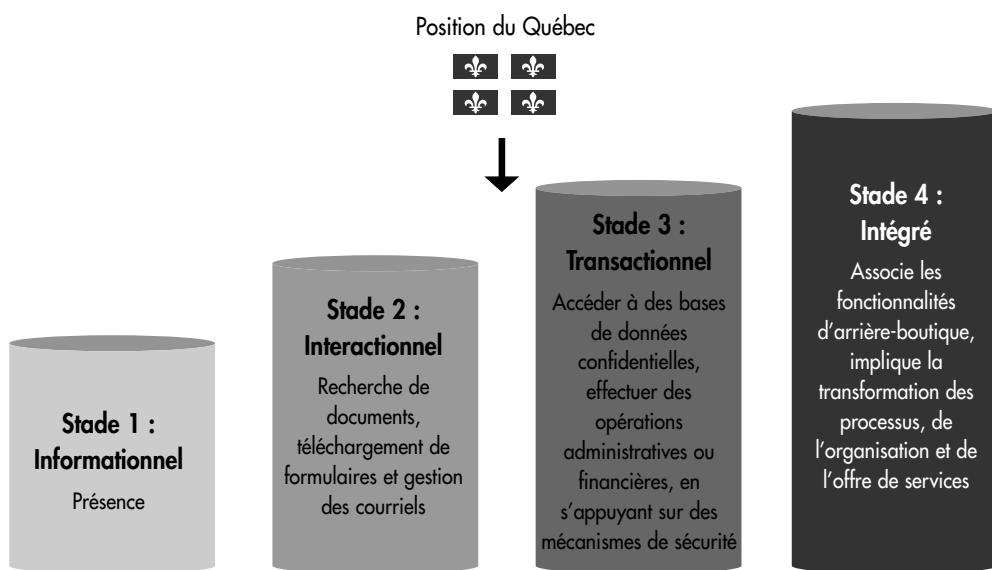 Position du Québec
Stade 1 :
Informationnel
Présence
Stade 2 :
Interactionnel
Recherche de
documents,
téléchargement de
formulaires et gestion
des courriels
Stade 3 :
Transactionnel
Accéder à des bases
de données
confidentielles,
effectuer des
opérations
administratives ou
financières, en
s'appuyant sur des
mécanismes de sécurité
Stade 4 :
Intégré
Associe les
fonctionnalités
d'arrière-boutique,
implique la
transformation des
processus, de
l'organisation et de
l'offre de services